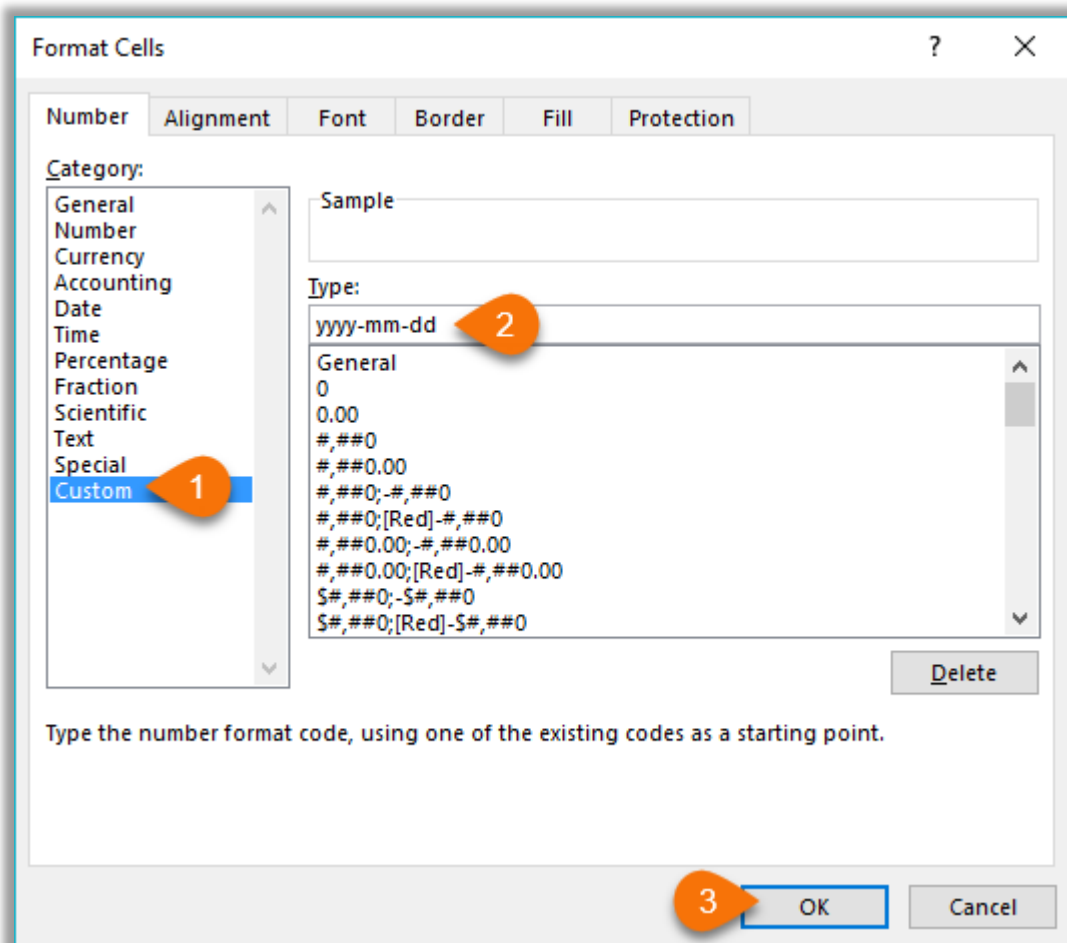 Format Cells ? ×
Number Alignment Font Border Fill Protection
Category:
General
Number
Currency
Accounting
Date
Time
Percentage
Fraction
Scientific
Text
Special
Custom
1
Sample
Type:
yyyy-mm-dd
2
General
0
0.00
#,##0
#,##0.00
#,##0;-#,##0
#,##0;[Red]-#,##0
#,##0.00;-#,##0.00
#,##0.00;[Red]-#,##0.00
$#,##0;-$#,##0
$#,##0;[Red]-$#,##0
Delete
Type the number format code, using one of the existing codes as a starting point.
3 OK Cancel